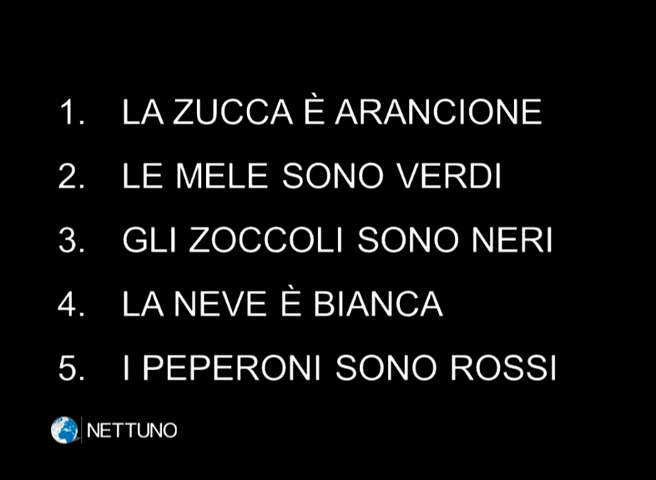 1. LA ZUCCA È ARANCIONE
2. LE MELE SONO VERDI
3. GLI ZOCCOLI SONO NERI
4. LA NEVE È BIANCA
5. I PEPERONI SONO ROSSI
NETTUNO